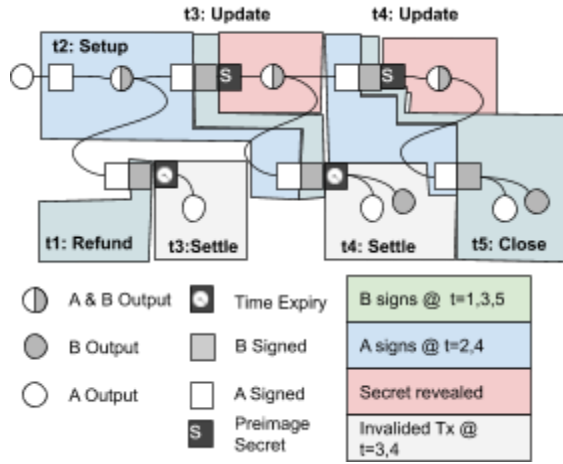 t3: Update
t4: Update
t2: Setup
S
S
t1: Refund
t3:Settle
t4: Settle
t5: Close
A & B Output
Time Expiry
B signs @ t=1,3,5
B Output
B Signed
A signs @ t=2,4
A Output
A Signed
Secret revealed
S
Preimage
Secret
Invalided Tx @
t=3,4